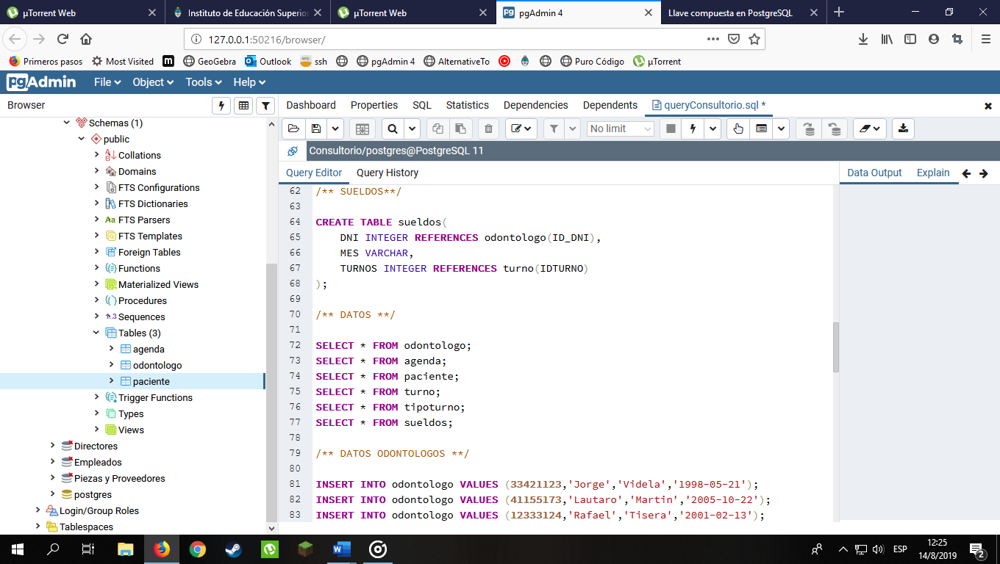 µTorrent Web
Instituto de Educación Superior
µTorrent Web
pgAdmin 4
Llave compuesta en PostgreSQL
127.0.0.1:50216/browser/
Primeros pasos
Most Visited
GeoGebra
Outlook
ssh
pgAdmin 4
AlternativeTo
Puro Código
µTorrent
pgAdmin
File
Object
Tools
Help
Browser
Dashboard
Properties
SQL
Statistics
Dependencies
Dependents
queryConsultorio.sql *
No limit
Consultorio/postgres@PostgreSQL 11
Query Editor
Query History
Data Output
Explain
Schemas (1)
public
Collations
Domains
FTS Configurations
FTS Dictionaries
FTS Parsers
FTS Templates
Foreign Tables
Functions
Materialized Views
Procedures
Sequences
Tables (3)
agenda
odontologo
paciente
Trigger Functions
Types
Views
Directores
Empleados
Piezas y Proveedores
postgres
Login/Group Roles
Tablespaces
62 /** SUELDOS**/
63
64 CREATE TABLE sueldos(
65 DNI INTEGER REFERENCES odontologo(ID_DNI),
66 MES VARCHAR,
67 TURNOS INTEGER REFERENCES turno(IDTURNO)
68 );
69
70 /** DATOS **/
71
72 SELECT * FROM odontologo;
73 SELECT * FROM agenda;
74 SELECT * FROM paciente;
75 SELECT * FROM turno;
76 SELECT * FROM tipoturno;
77 SELECT * FROM sueldos;
78
79 /** DATOS ODONTOLOGOS **/
80
81 INSERT INTO odontologo VALUES (33421123,'Jorge','Videla','1998-05-21');
82 INSERT INTO odontologo VALUES (41155173,'Lautaro','Martin','2005-10-22');
83 INSERT INTO odontologo VALUES (12333124,'Rafael','Tisera','2001-02-13');
ESP
12:25
14/8/2019
2